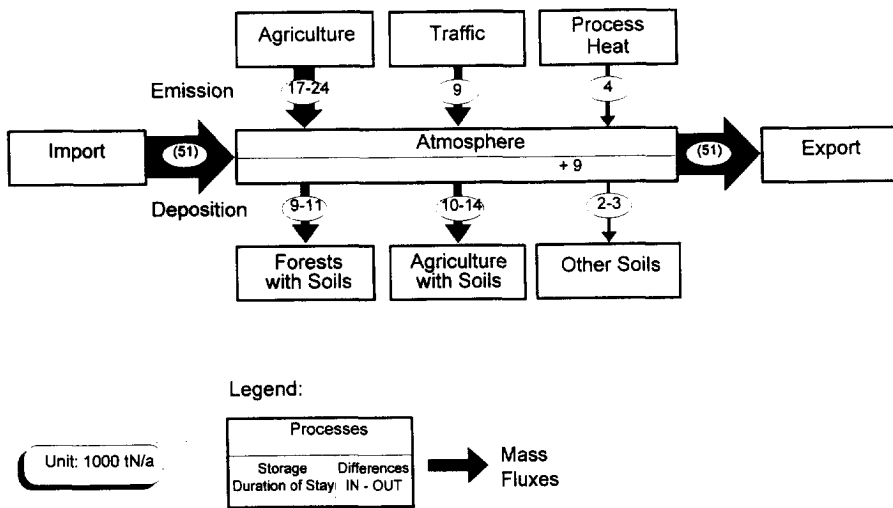 Agriculture
Traffic
Process
Heat
Emission
17-24
9
4
Import
(51)
Atmosphere
+ 9
(51)
Export
Deposition
9-11
10-14
2-3
Forests
with Soils
Agriculture
with Soils
Other Soils
Legend:
Unit: 1000 tN/a
Processes
Storage
Duration of Stay
Differences
IN - OUT
Mass
Fluxes